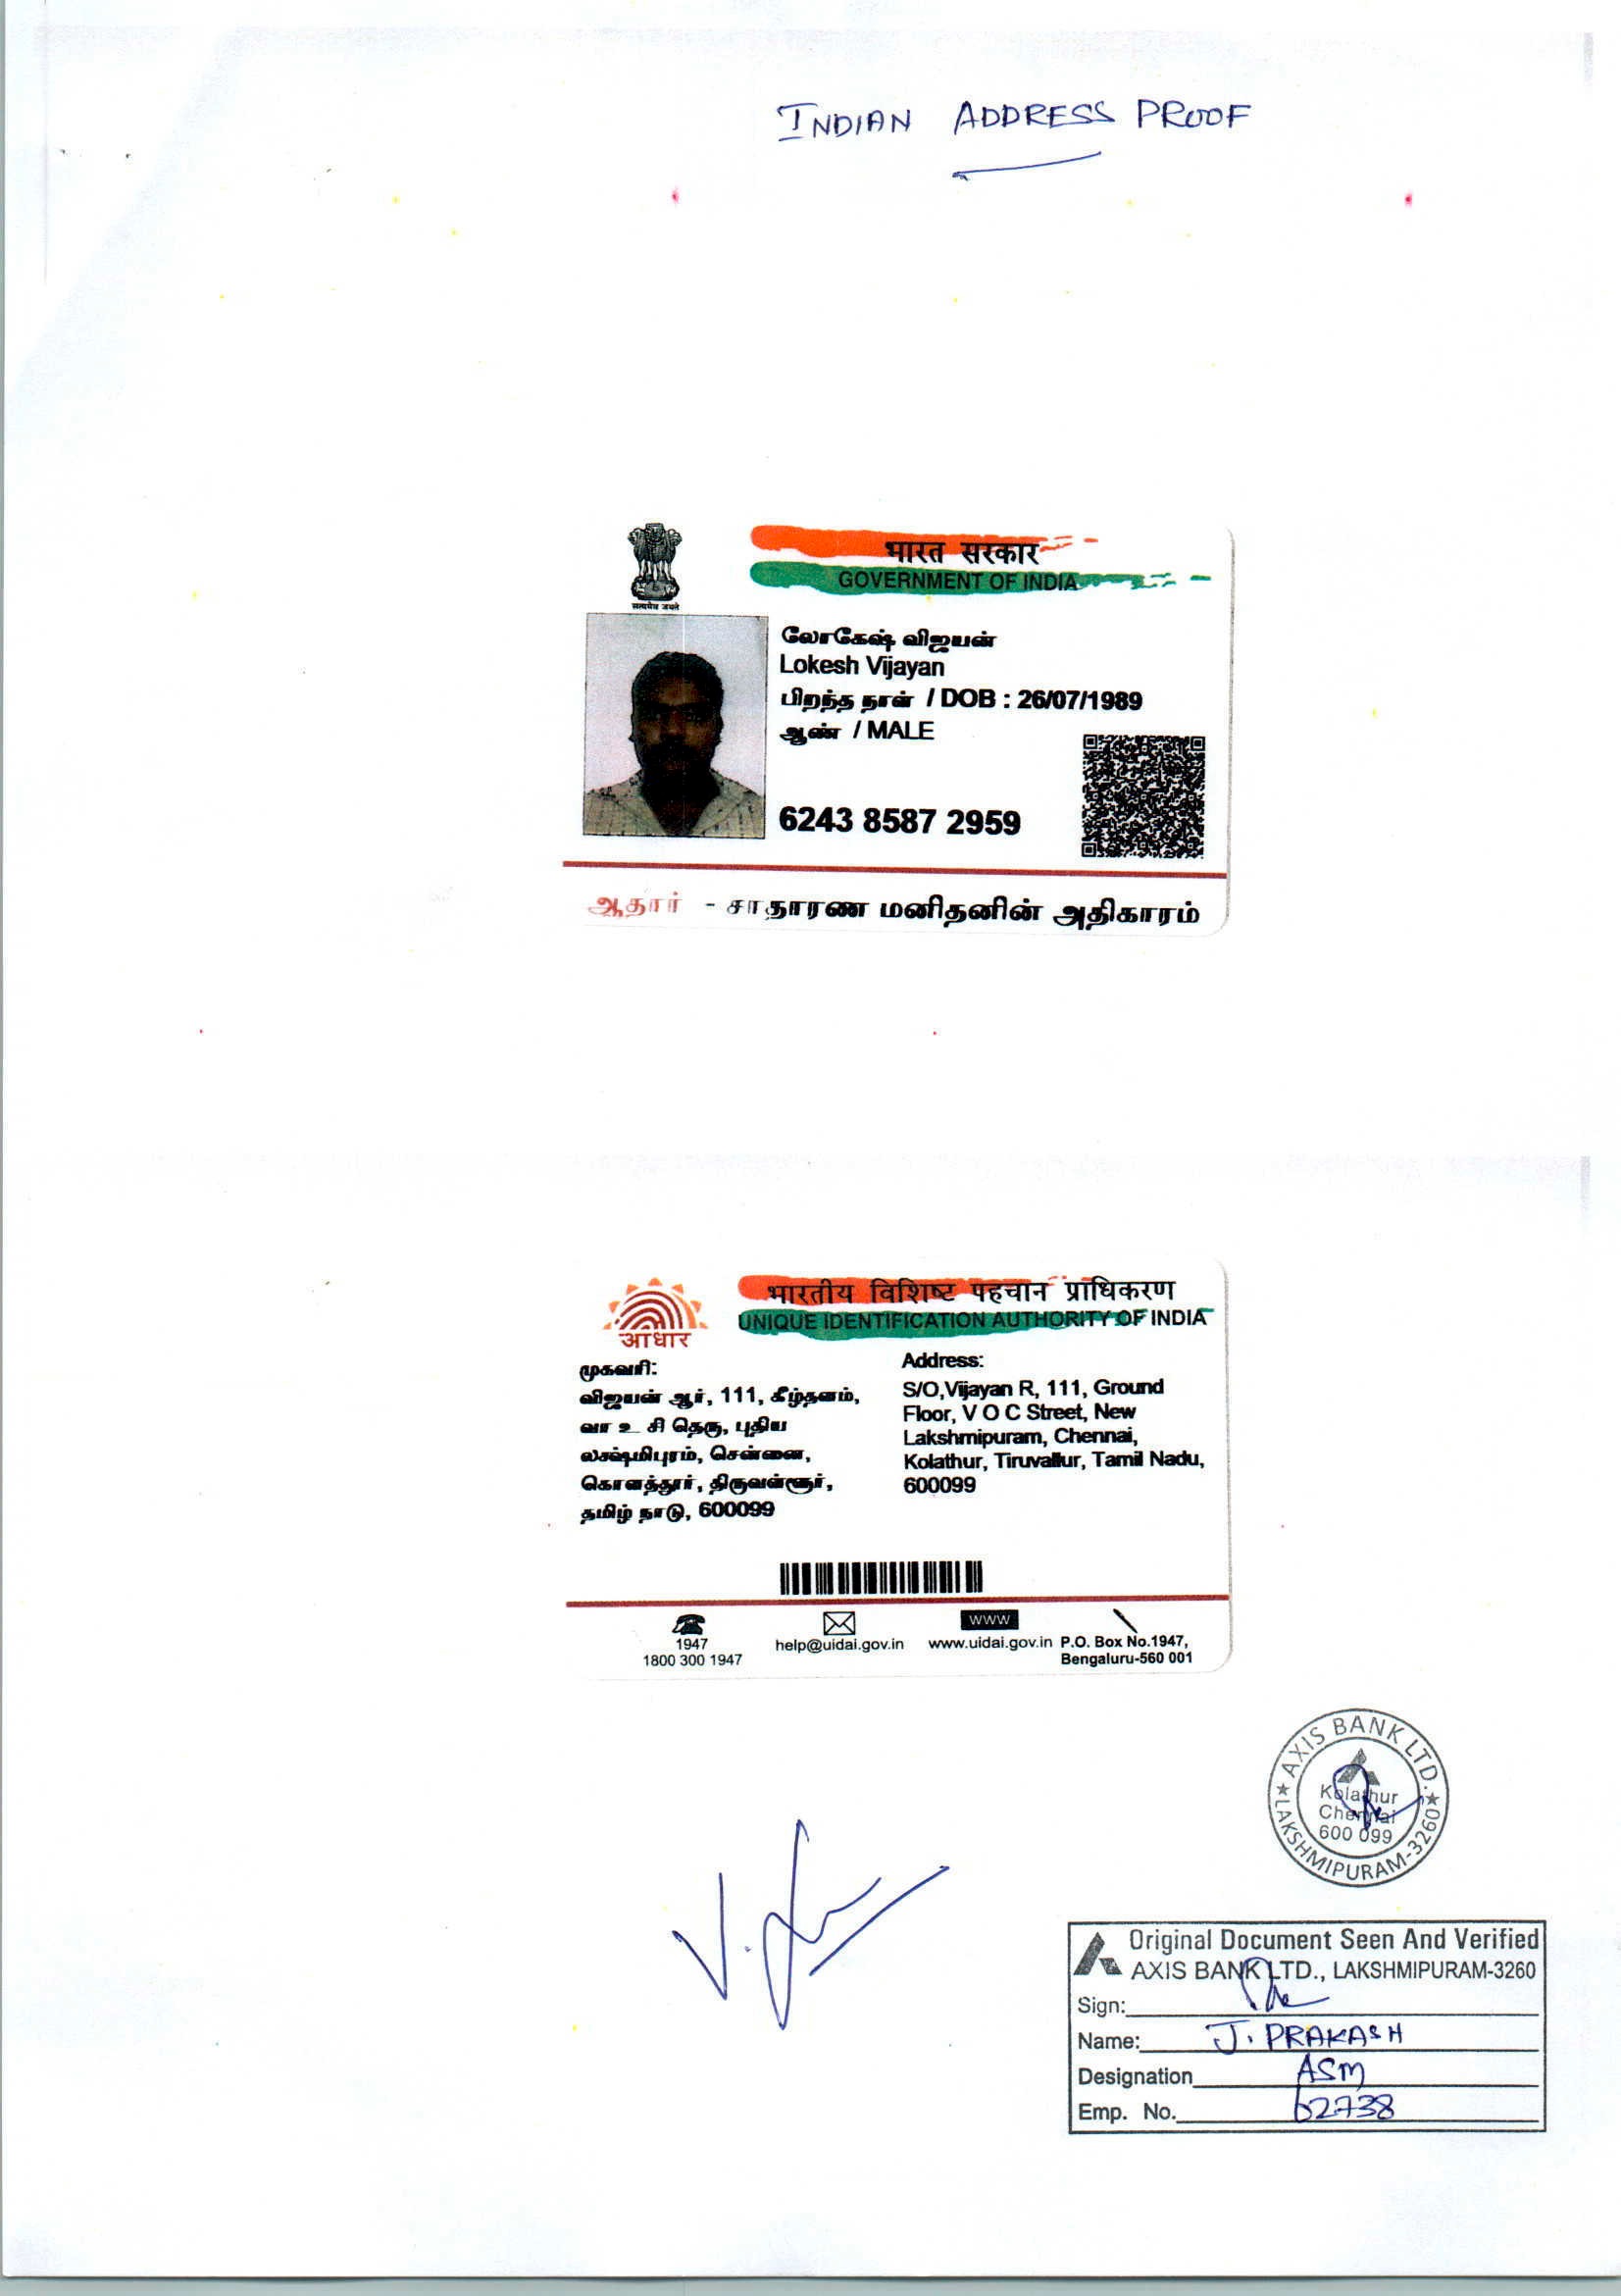 INDIAN ADDRESS PROOF
सत्यमेव जयते
भारत सरकार
GOVERNMENT OF INDIA
லோகேஷ் விஜயன்
Lokesh Vijayan
பிறந்த நாள் / DOB : 26/07/1989
ஆண் / MALE
6243 8587 2959
ஆதார் - சாதாரண மனிதனின் அதிகாரம்
भारतीय विशिष्ट पहचान प्राधिकरण
UNIQUE IDENTIFICATION AUTHORITY OF INDIA
आधार
முகவரி:
விஜயன் ஆர், 111, கீழ்தளம்,
வா உ சி தெரு, புதிய
லக்ஷ்மிபுரம், சென்னை,
கொளத்தூர், திருவள்ளூர்,
தமிழ் நாடு, 600099
Address:
S/O,Vijayan R, 111, Ground
Floor, V O C Street, New
Lakshmipuram, Chennai,
Kolathur, Tiruvallur, Tamil Nadu,
600099
1947
1800 300 1947
help@uidai.gov.in
WWW
www.uidai.gov.in
P.O. Box No.1947,
Bengaluru-560 001
AXIS BANK LTD.
Kolathur
Chennai
600 099
LAKSHMIPURAM-3260
Original Document Seen And Verified
AXIS BANK LTD., LAKSHMIPURAM-3260
Sign:
Name: J. PRAKASH
Designation ASM
Emp. No. 62738